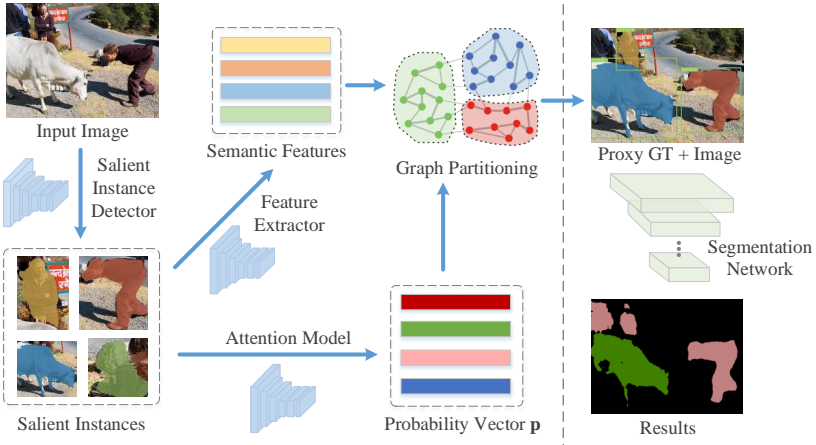 Input Image
Salient
Instance
Detector
Salient Instances
Semantic Features
Feature
Extractor
Attention Model
Graph Partitioning
Probability Vector p
Proxy GT + Image
Segmentation
Network
Results